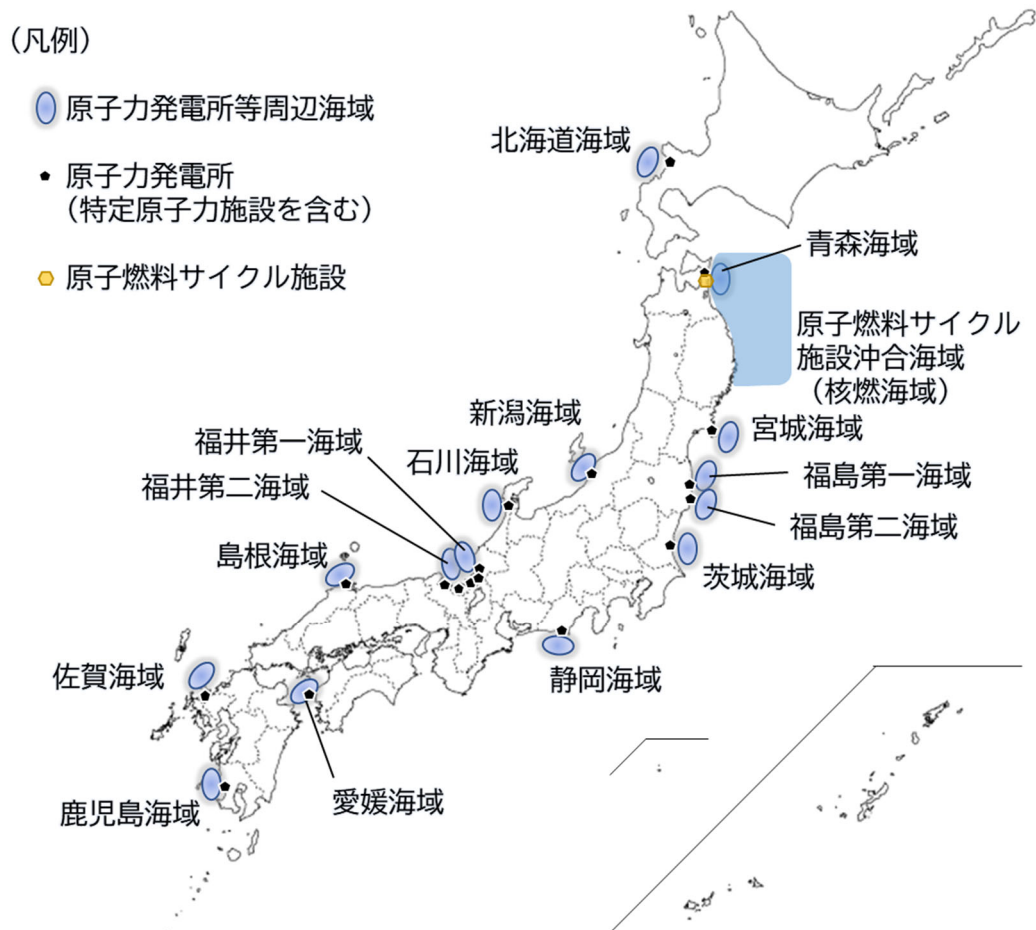 （凡例）
原子力発電所等周辺海域
原子力発電所
（特定原子力施設を含む）
原子燃料サイクル施設
北海道海域
青森海域
原子燃料サイクル
施設沖合海域
（核燃海域）
新潟海域
宮城海域
福井第一海域
石川海域
福井第二海域
福島第一海域
福島第二海域
島根海域
茨城海域
佐賀海域
静岡海域
鹿児島海域
愛媛海域